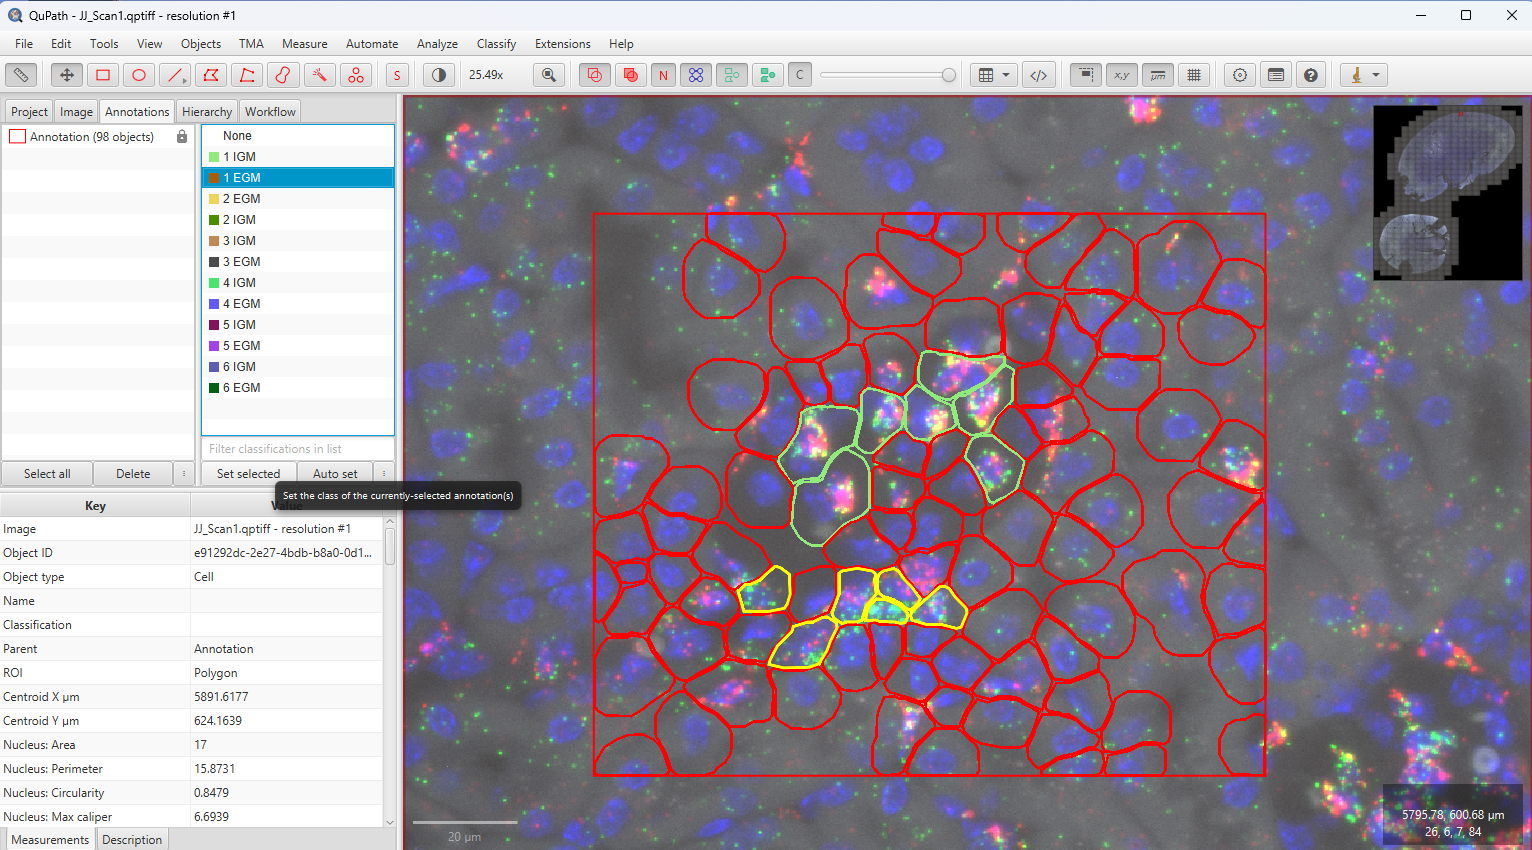 QuPath - JJ_Scan1.qptiff - resolution #1
File Edit Tools View Objects TMA Measure Automate Analyze Classify Extensions Help
S 25.49x N C x,y µm
Project Image Annotations Hierarchy Workflow
Annotation (98 objects)
None
1 IGM
1 EGM
2 EGM
2 IGM
3 IGM
3 EGM
4 IGM
4 EGM
5 IGM
5 EGM
6 IGM
6 EGM
Filter classifications in list
Select all Delete Set selected Auto set
Set the class of the currently-selected annotation(s)
Key
Image JJ_Scan1.qptiff - resolution #1
Object ID e91292dc-2e27-4bdb-b8a0-0d1...
Object type Cell
Name
Classification
Parent Annotation
ROI Polygon
Centroid X µm 5891.6177
Centroid Y µm 624.1639
Nucleus: Area 17
Nucleus: Perimeter 15.8731
Nucleus: Circularity 0.8479
Nucleus: Max caliper 6.6939
Measurements Description
20 µm
5795.78, 600.68 µm
26, 6, 7, 84